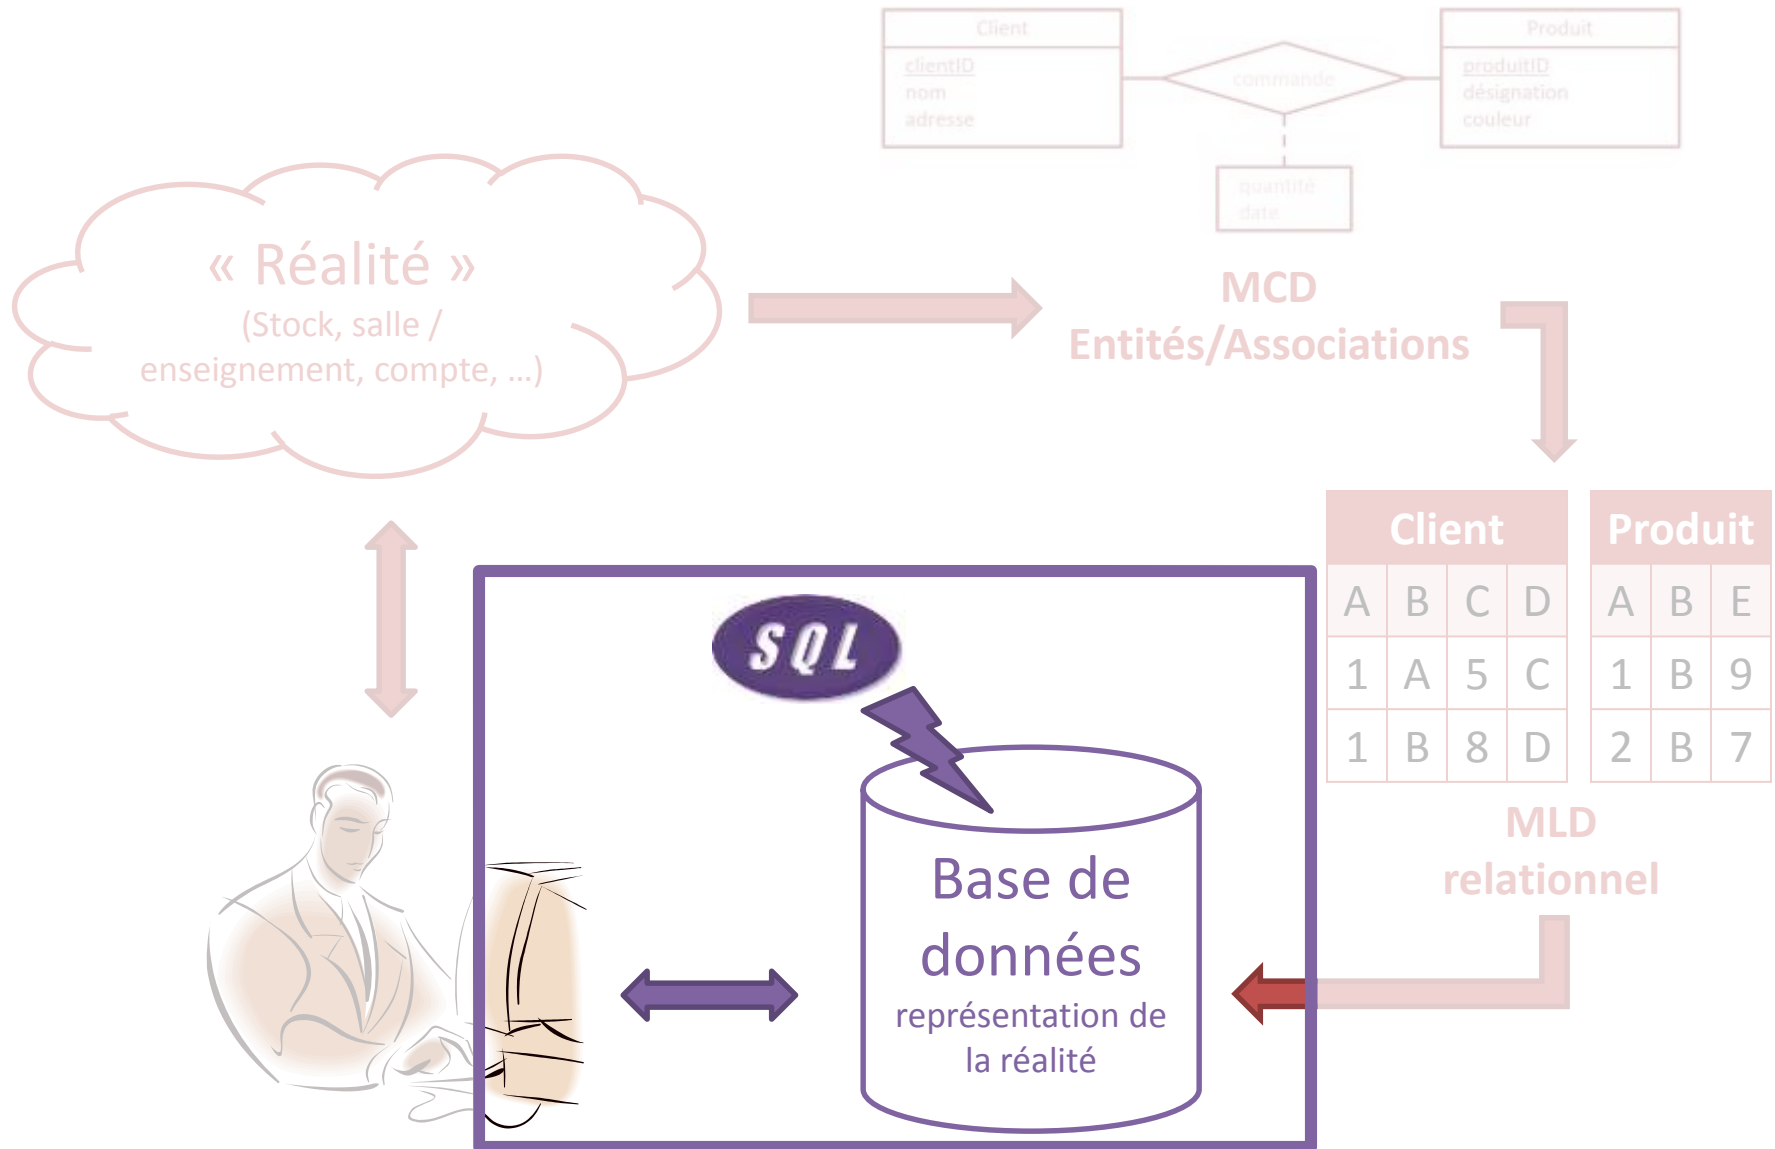 Client
clientID
nom
adresse
commande
Produit
produitID
désignation
couleur
quantité
date
« Réalité »
(Stock, salle /
enseignement, compte, ...)
MCD
Entités/Associations
Client
A B C D
1 A 5 C
1 B 8 D
Produit
A B E
1 B 9
2 B 7
MLD
relationnel
SQL
Base de
données
représentation de
la réalité